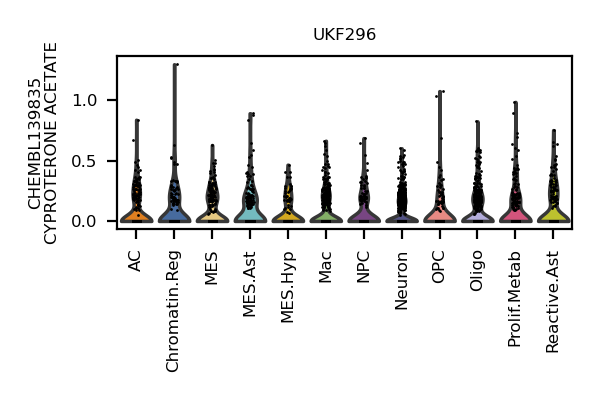 UKF296
CHEMBL139835
CYPROTERONE ACETATE
1.0
0.5
0.0
AC
Chromatin.Reg
MES
MES.Ast
MES.Hyp
Mac
NPC
Neuron
OPC
Oligo
Prolif.Metab
Reactive.Ast